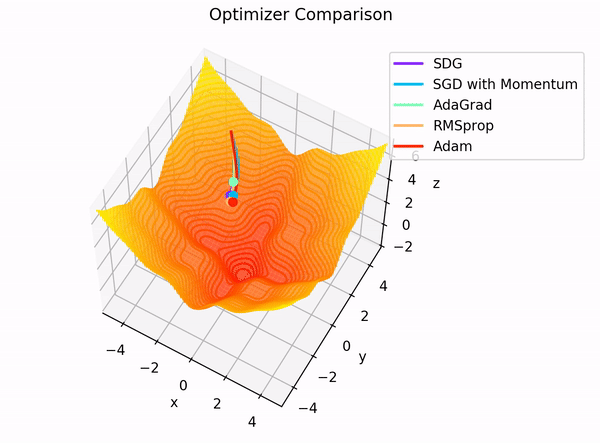 Optimizer Comparison
SDG
SGD with Momentum
AdaGrad
RMSprop
Adam
6
4
2
0
−2
z
4
2
0
−2
−4
y
−4
−2
0
2
4
x